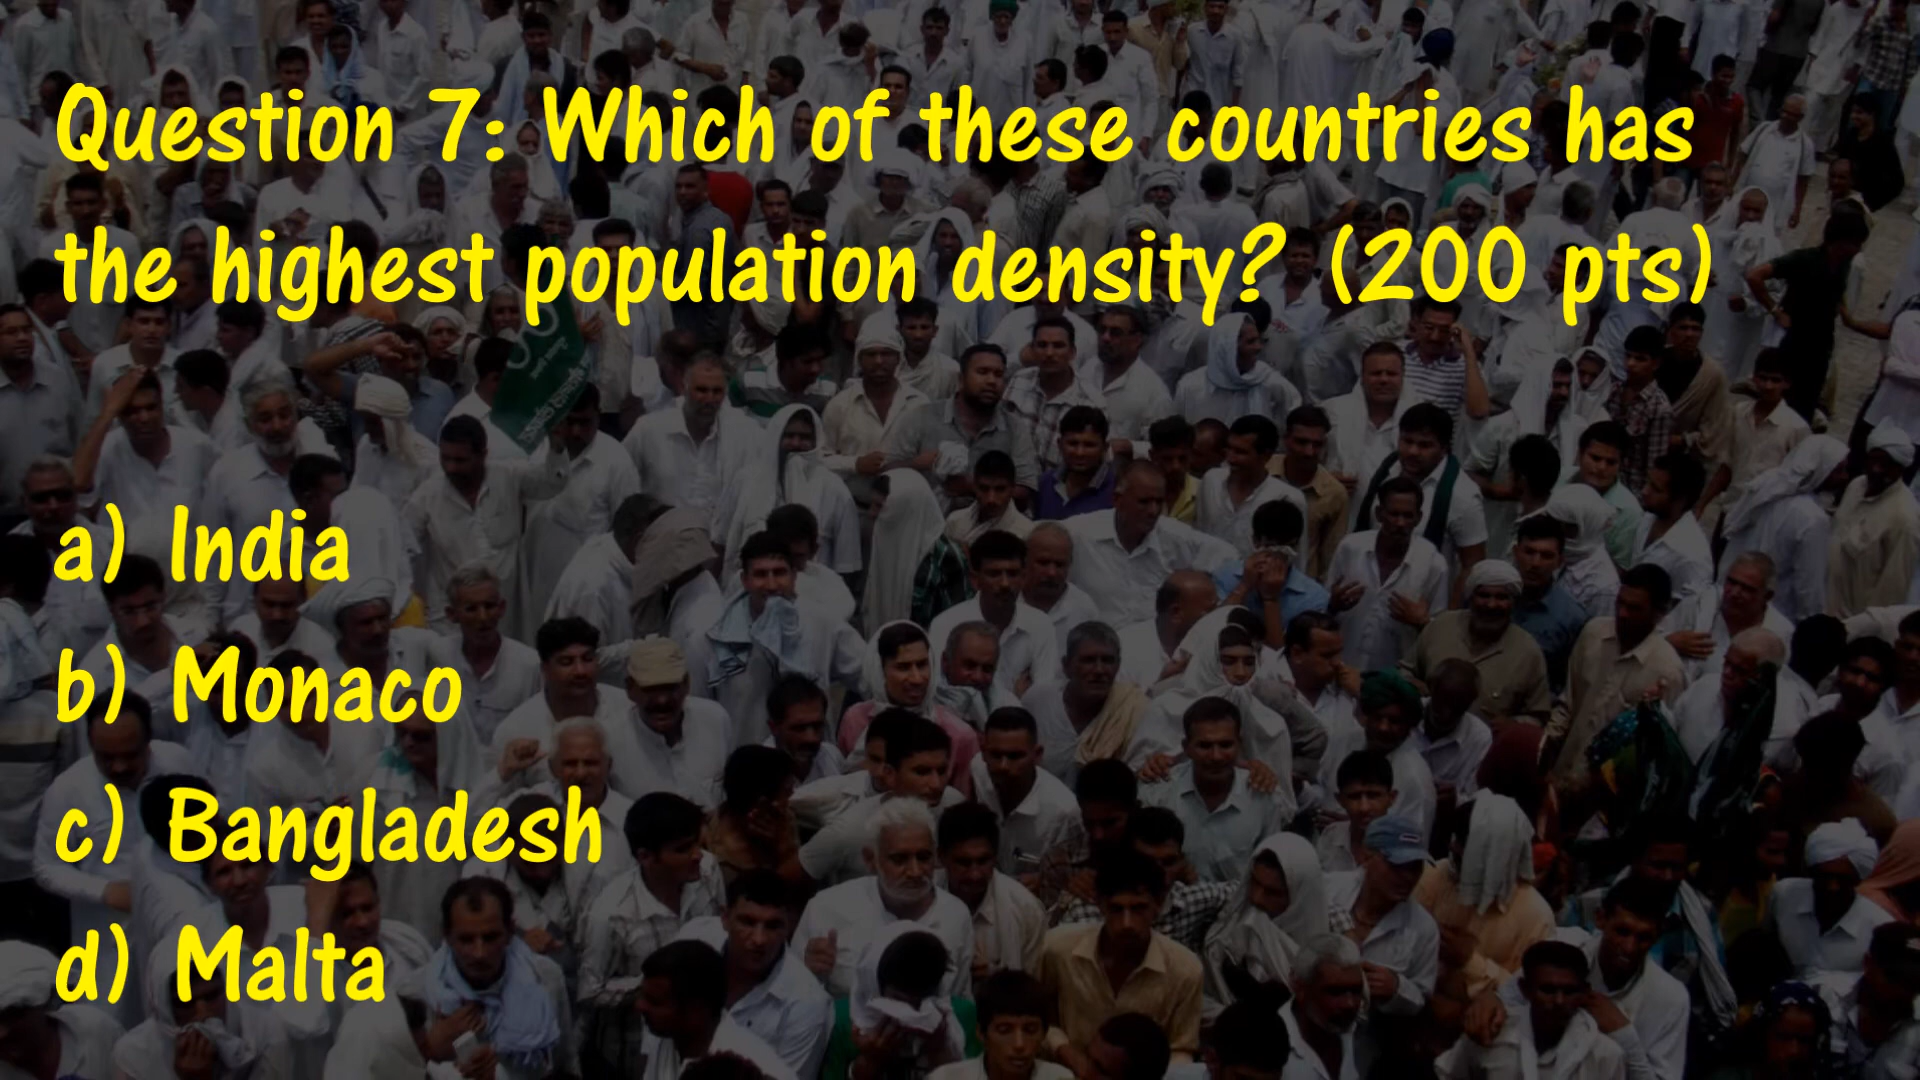 Question 7: Which of these countries has
the highest population density? (200 pts)
a) India
b) Monaco
c) Bangladesh
d) Malta